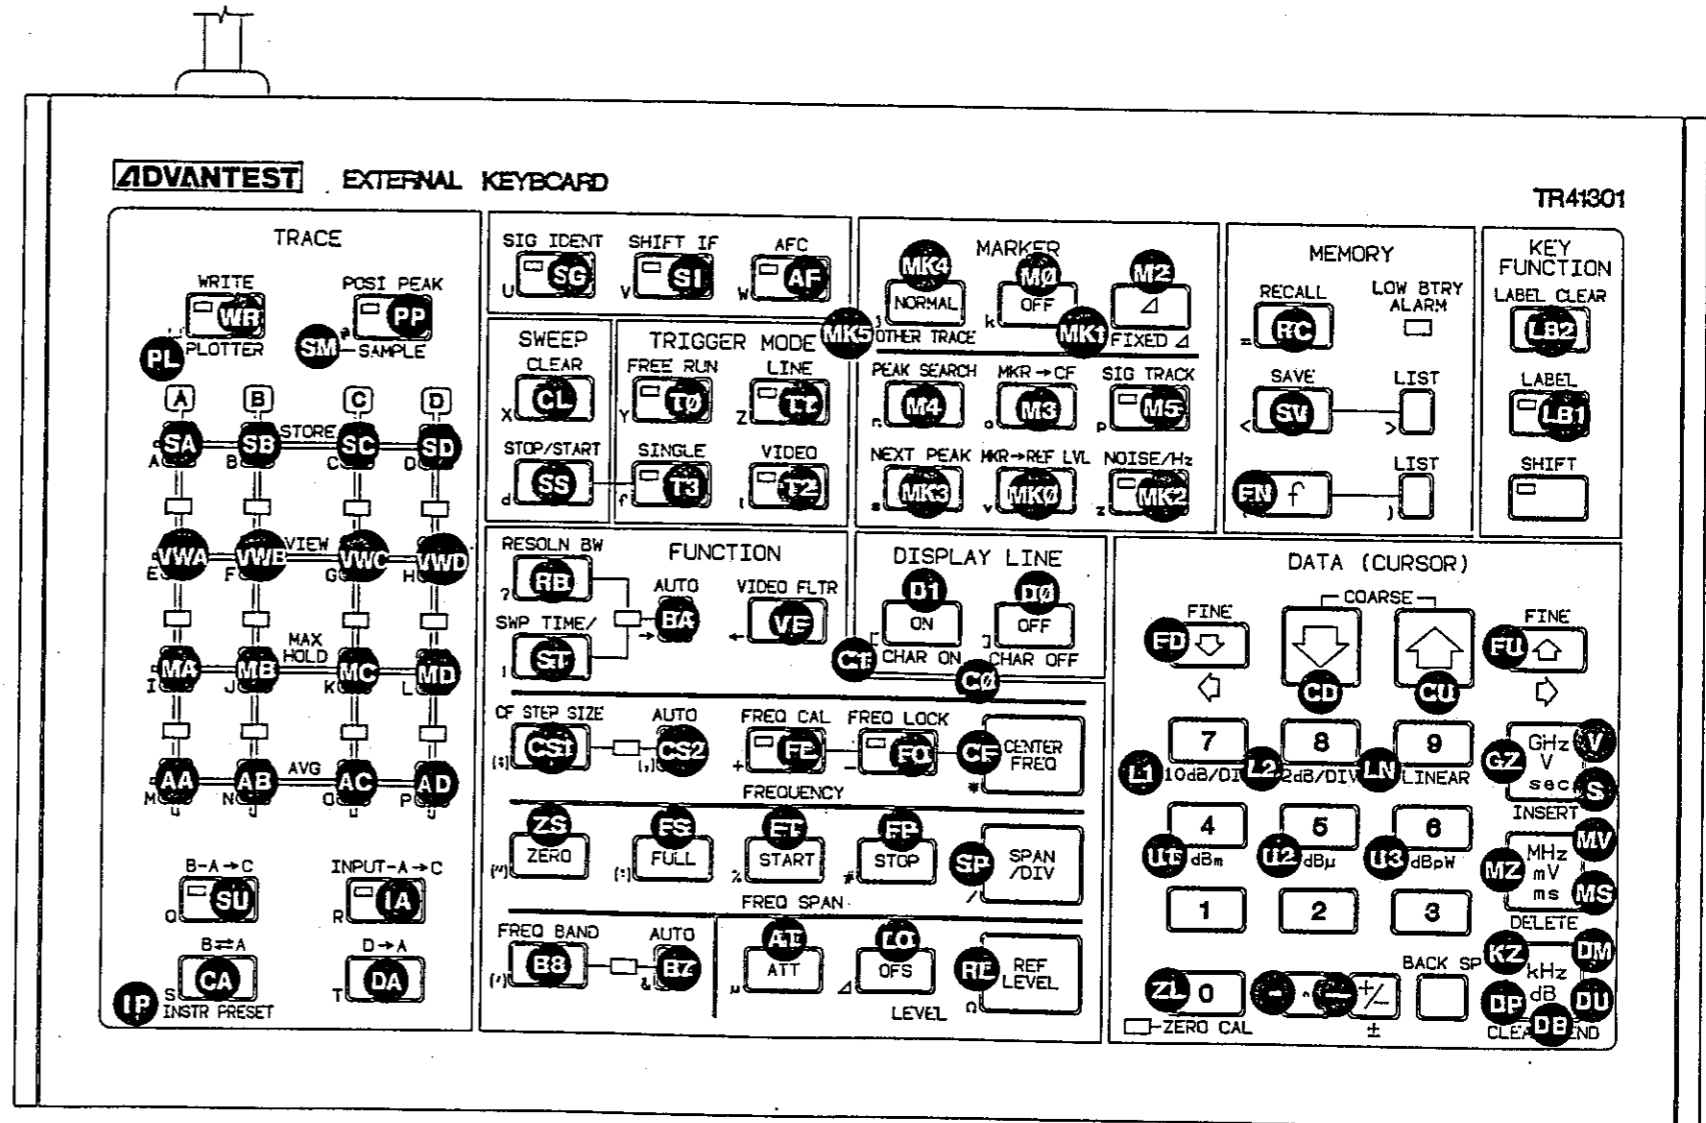 ADVANTEST EXTERNAL KEYBOARD
TR41301
TRACE
WRITE
POSI PEAK
WR
PP
PL
PLOTTER
SM
SAMPLE
A B C D
SA SB STORE SC SD
A B C D
VWA VWB VIEW VWC VWD
E F G H
MA MB MAX HOLD MC MD
I J K L
AA AB AVG AC AD
M N O P
B-A→C
INPUT-A→C
SU
IA
Q
R
B⇄A
D→A
CA
DA
S
T
IP
INSTR PRESET
SIG IDENT SHIFT IF AFC
SG SI AF
U V W
SWEEP
CLEAR
CL
X
STOP/START
SS
d
TRIGGER MODE
FREE RUN LINE
T0 T1
Y Z
SINGLE VIDEO
T3 T2
f l
MARKER
MK4 M0 M2
NORMAL OFF ⊿
j k
MK5
OTHER TRACE
MK1
FIXED ⊿
PEAK SEARCH MKR→CF SIG TRACK
M4 M3 M5
n o p
NEXT PEAK MKR→REF LVL NOISE/Hz
MK3 MK0 MK2
s v z
MEMORY
RECALL
LOW BTRY
ALARM
RC
=
SAVE
LIST
SV
< >
LIST
FN f
)
KEY
FUNCTION
LABEL CLEAR
LB2
LABEL
LB1
SHIFT
FUNCTION
RESOLN BW
RB
?
AUTO
BA
→
VIDEO FLTR
VF
←
SWP TIME/
ST
!
DISPLAY LINE
D1 D0
ON OFF
[ ]
C1
CHAR ON
CHAR OFF
C0
CF STEP SIZE AUTO FREQ CAL FREQ LOCK
CS1 CS2 FC FO CF
CENTER
FREQ
(;) (,) + - *
FREQUENCY
ZS FS FT FP
ZERO FULL START STOP
SP
SPAN
/DIV
(") (:) % # /
FREQ SPAN
FREQ BAND AUTO
B8 BZ
(') &
AT LO
ATT OFS
RL
REF
LEVEL
μ ⊿ Ω
LEVEL
DATA (CURSOR)
FINE COARSE FINE
FD FU
CD CU
7 8 9
L1 10dB/DI L2 2dB/DIV LN LINEAR
GZ
GHz
V
sec
V
S
INSERT
4 5 6
U1 dBm U2 dBμ U3 dBpW
MZ
MHz
mV
ms
MV
MS
DELETE
1 2 3
BACK SP
KZ
kHz
dB
DM
DP
DU
DB
END
ZL 0 +/-
ZERO CAL
±